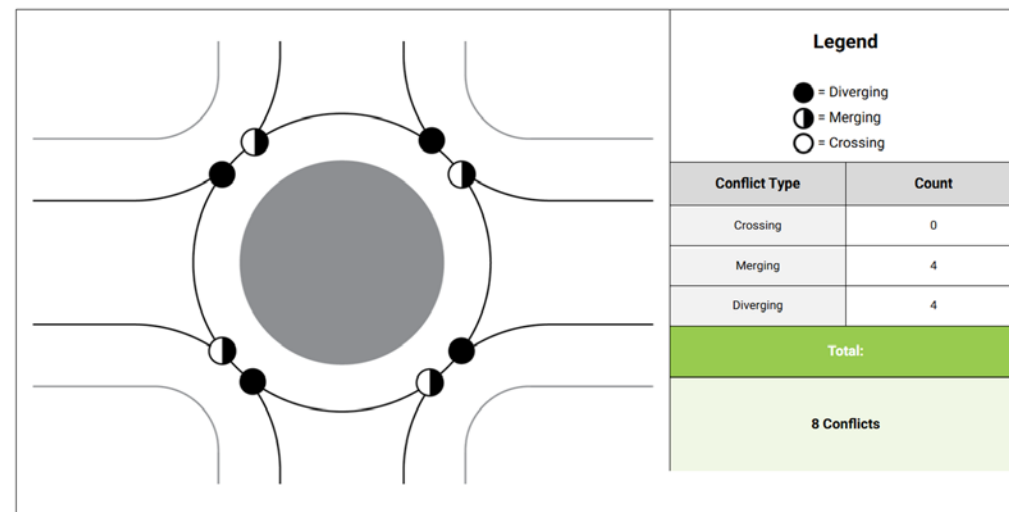 Legend
= Diverging
= Merging
= Crossing
Conflict Type Count
Crossing 0
Merging 4
Diverging 4
Total:
8 Conflicts